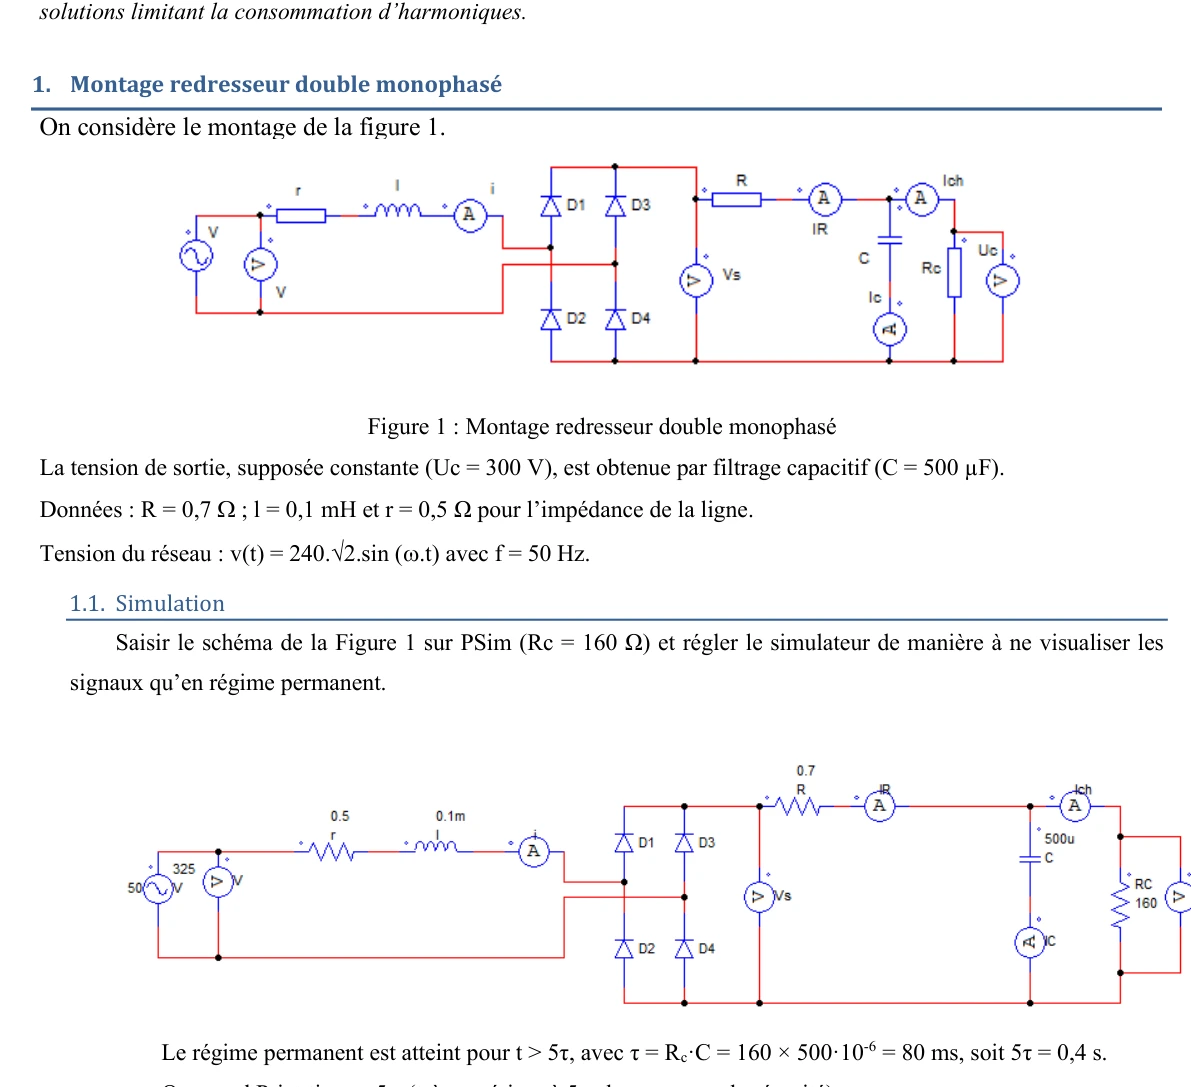 solutions limitant la consommation d’harmoniques.
1. Montage redresseur double monophasé
On considère le montage de la figure 1.
r
l
i
A
V
V
V
D1
D3
D2
D4
R
A
IR
A
Ich
V
Vs
C
Ic
A
Rc
Uc
V
Figure 1 : Montage redresseur double monophasé
La tension de sortie, supposée constante (Uc = 300 V), est obtenue par filtrage capacitif (C = 500 µF).
Données : R = 0,7 Ω ; l = 0,1 mH et r = 0,5 Ω pour l’impédance de la ligne.
Tension du réseau : v(t) = 240.√2.sin (ω.t) avec f = 50 Hz.
1.1. Simulation
Saisir le schéma de la Figure 1 sur PSim (Rc = 160 Ω) et régler le simulateur de manière à ne visualiser les
signaux qu’en régime permanent.
0.5
r
0.1m
l
i
A
325
50
V
V
V
D1
D3
D2
D4
0.7
R
IR
A
Ich
A
V
Vs
500u
C
A
IC
RC
160
V
Le régime permanent est atteint pour t > 5τ, avec τ = Rc·C = 160 × 500·10-6 = 80 ms, soit 5τ = 0,4 s.